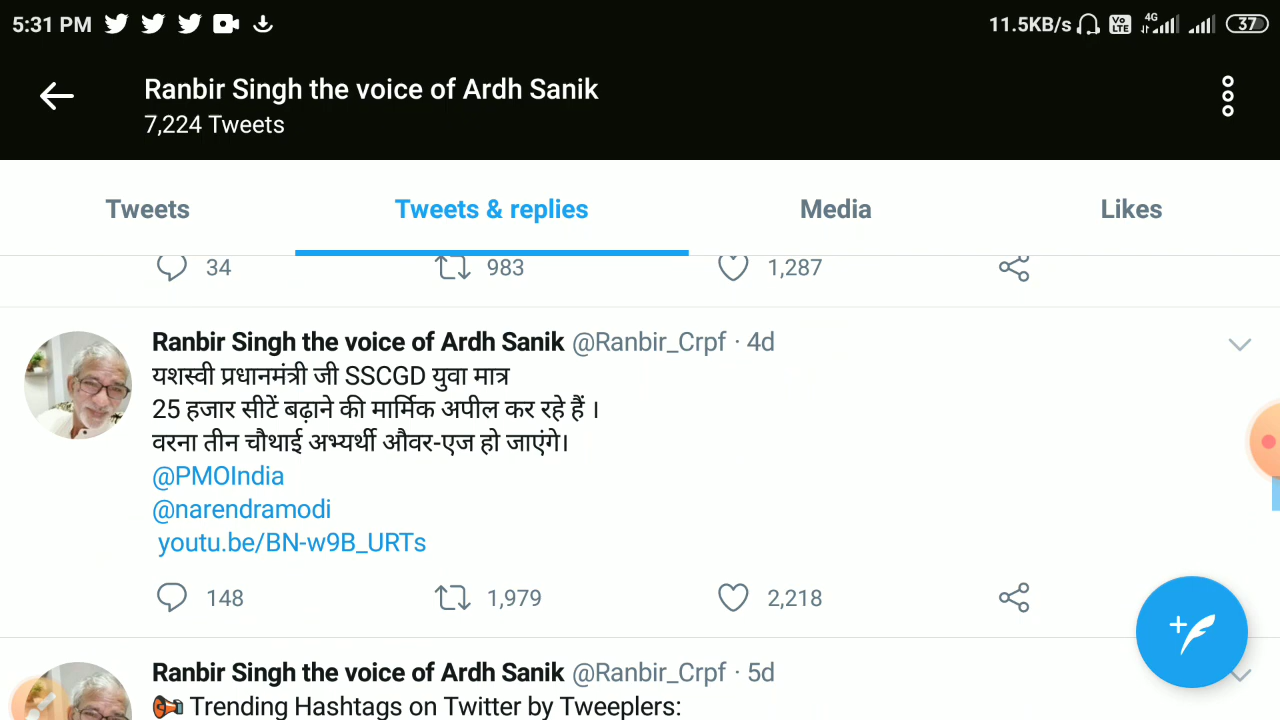 5:31 PM
11.5KB/s Vo LTE 4G 37
Ranbir Singh the voice of Ardh Sanik
7,224 Tweets
Tweets
Tweets & replies
Media
Likes
34
983
1,287
Ranbir Singh the voice of Ardh Sanik @Ranbir_Crpf · 4d
यशस्वी प्रधानमंत्री जी SSCGD युवा मात्र
25 हजार सीटें बढ़ाने की मार्मिक अपील कर रहे हैं ।
वरना तीन चौथाई अभ्यर्थी औवर-एज हो जाएंगे।
@PMOIndia
@narendramodi
youtu.be/BN-w9B_URTs
148
1,979
2,218
Ranbir Singh the voice of Ardh Sanik @Ranbir_Crpf · 5d
Trending Hashtags on Twitter by Tweeplers: